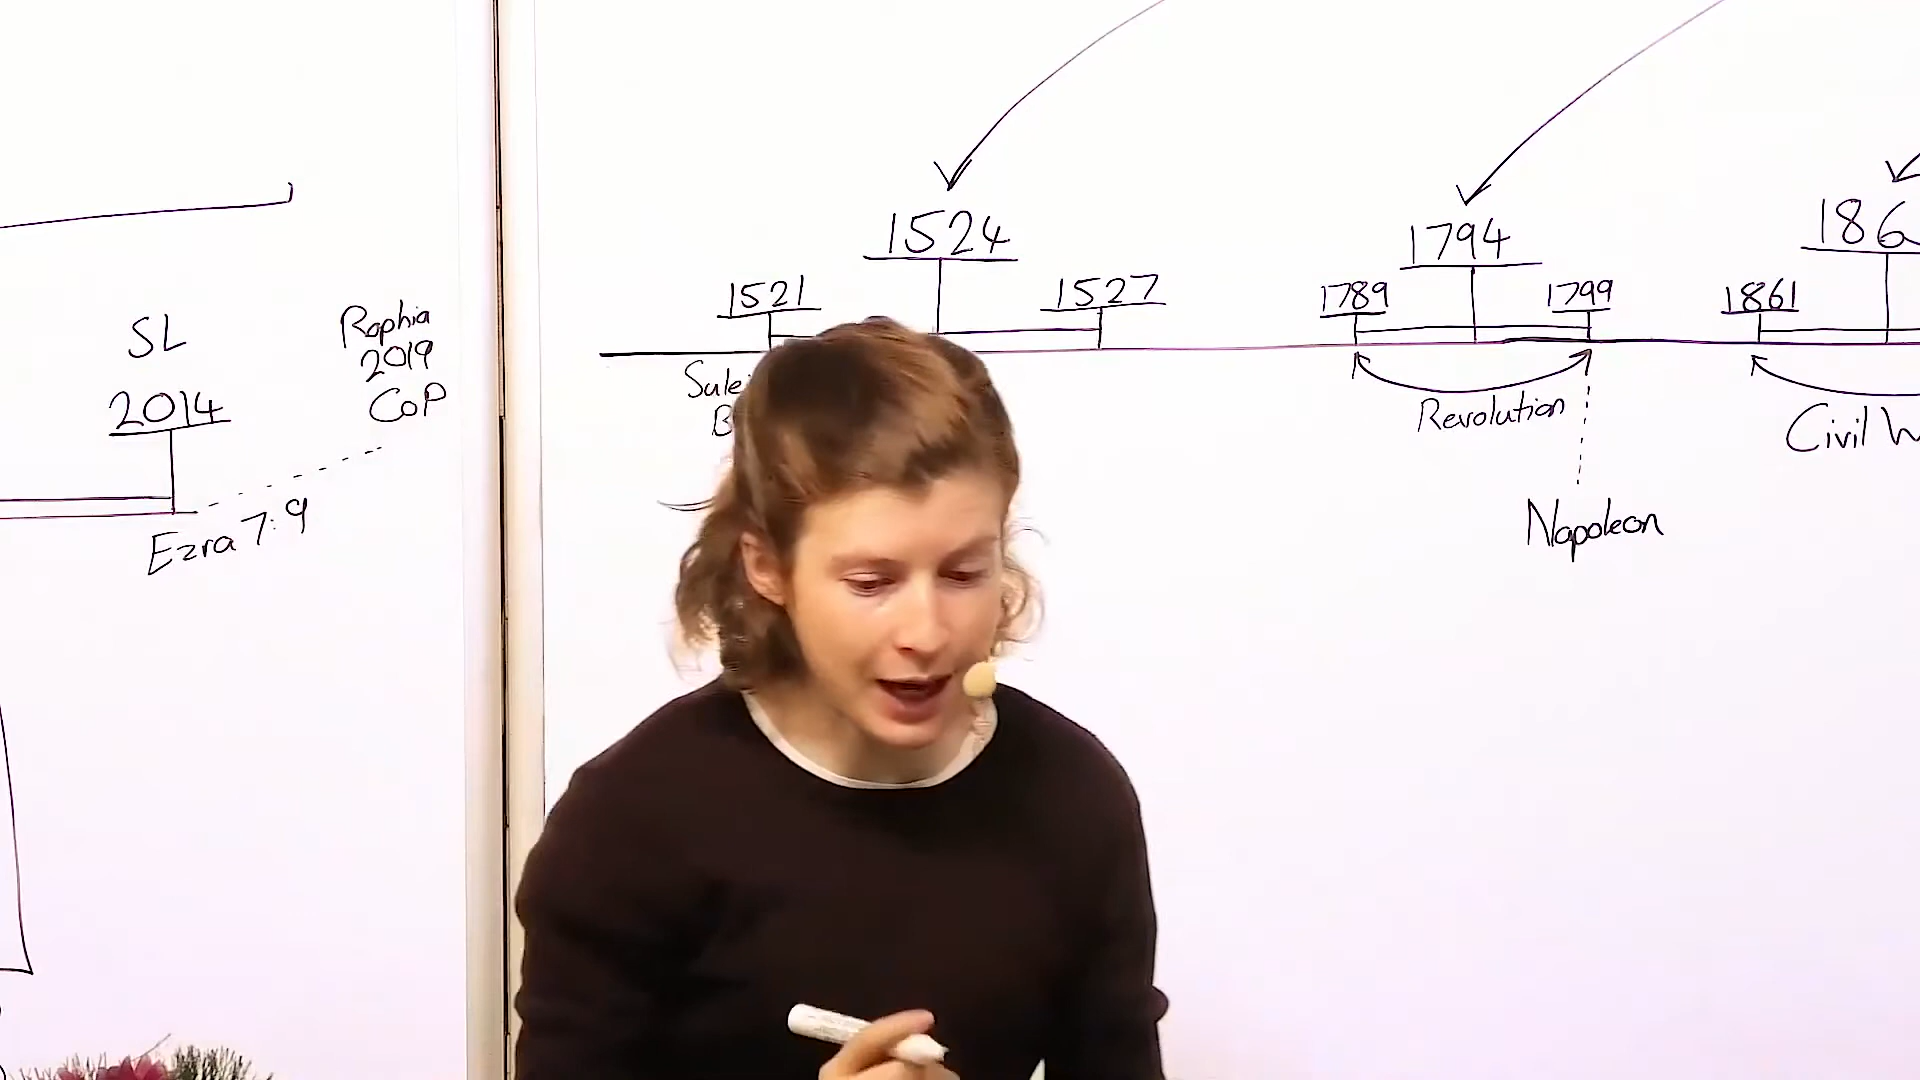 SL
2014
Raphia
2019
CoP
Ezra 7:9
1524
1521
1527
1794
1789
1799
Revolution
Napoleon
1861